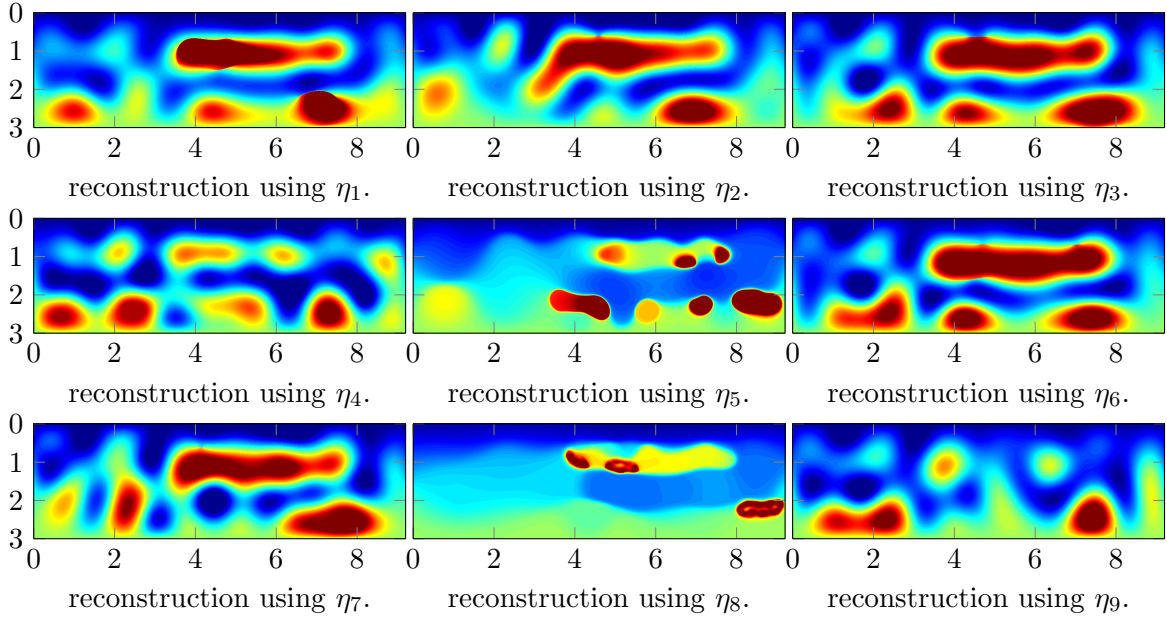 0
1
2
3
0 2 4 6 8 0 2 4 6 8 0 2 4 6 8
reconstruction using η₁. reconstruction using η₂. reconstruction using η₃.
0
1
2
3
0 2 4 6 8 0 2 4 6 8 0 2 4 6 8
reconstruction using η₄. reconstruction using η₅. reconstruction using η₆.
0
1
2
3
0 2 4 6 8 0 2 4 6 8 0 2 4 6 8
reconstruction using η₇. reconstruction using η₈. reconstruction using η₉.